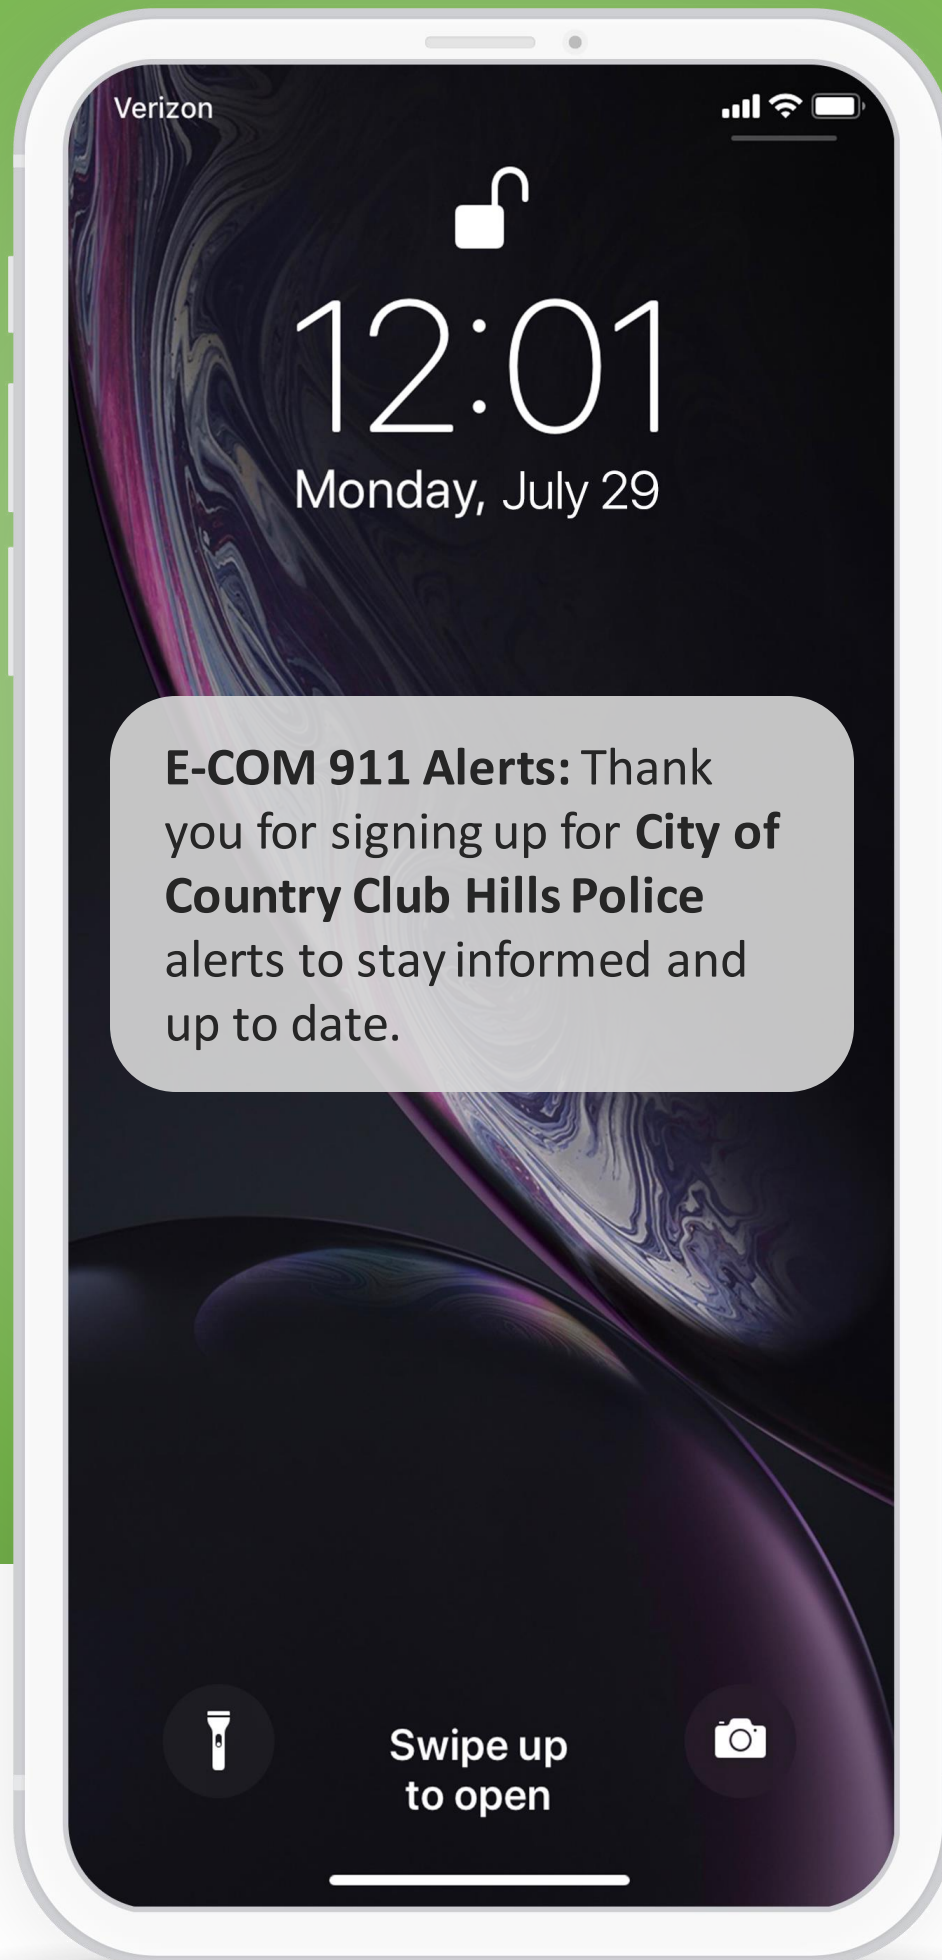 Verizon
12:01
Monday, July 29
E-COM 911 Alerts: Thank
you for signing up for City of
Country Club Hills Police
alerts to stay informed and
up to date.
Swipe up
to open